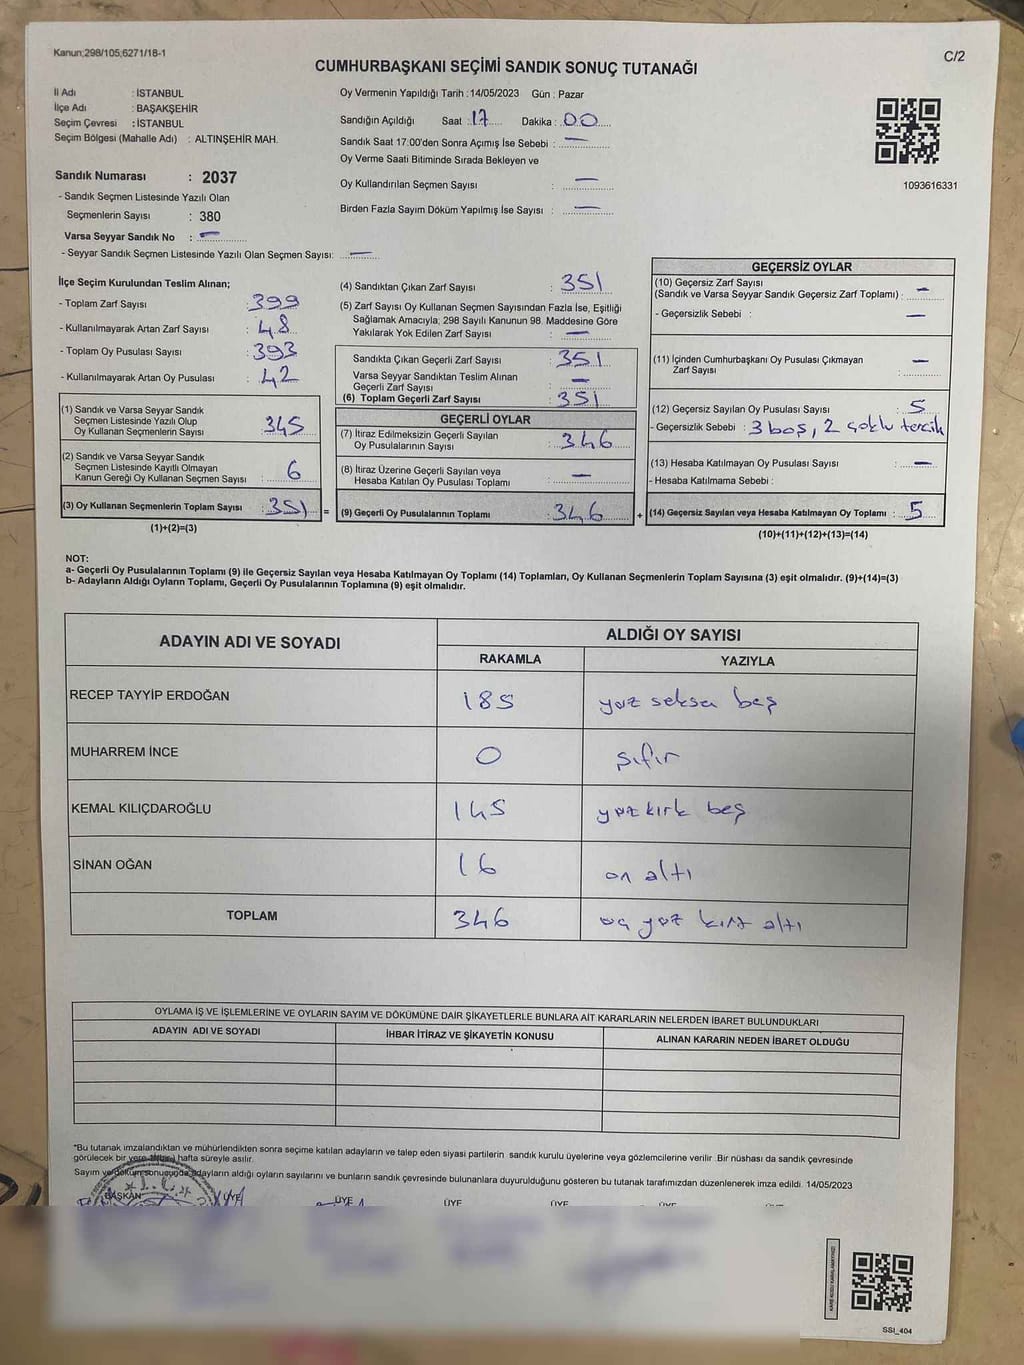 Kanun;298/105;6271/18-1
C/2
CUMHURBAŞKANI SEÇİMİ SANDIK SONUÇ TUTANAĞI
İl Adı : İSTANBUL
İlçe Adı : BAŞAKŞEHİR
Seçim Çevresi : İSTANBUL
Seçim Bölgesi (Mahalle Adı) : ALTINŞEHİR MAH.
Sandık Numarası : 2037
- Sandık Seçmen Listesinde Yazılı Olan
Seçmenlerin Sayısı : 380
Varsa Seyyar Sandık No : —
- Seyyar Sandık Seçmen Listesinde Yazılı Olan Seçmen Sayısı: —
Oy Vermenin Yapıldığı Tarih :14/05/2023 Gün : Pazar
Sandığın Açıldığı Saat : 17 Dakika : 00
Sandık Saat 17:00'den Sonra Açımış İse Sebebi : —
Oy Verme Saati Bitiminde Sırada Bekleyen ve
Oy Kullandırılan Seçmen Sayısı : —
Birden Fazla Sayım Döküm Yapılmış İse Sayısı : —
1093616331
İlçe Seçim Kurulundan Teslim Alınan;
- Toplam Zarf Sayısı : 399
- Kullanılmayarak Artan Zarf Sayısı : 48
- Toplam Oy Pusulası Sayısı : 393
- Kullanılmayarak Artan Oy Pusulası : 42
(1) Sandık ve Varsa Seyyar Sandık
Seçmen Listesinde Yazılı Olup
Oy Kullanan Seçmenlerin Sayısı : 345
(2) Sandık ve Varsa Seyyar Sandık
Seçmen Listesinde Kayıtlı Olmayan
Kanun Gereği Oy Kullanan Seçmen Sayısı : 6
(3) Oy Kullanan Seçmenlerin Toplam Sayısı : 351 =
(1)+(2)=(3)
(4) Sandıktan Çıkan Zarf Sayısı : 351
(5) Zarf Sayısı Oy Kullanan Seçmen Sayısından Fazla İse, Eşitliği
Sağlamak Amacıyla; 298 Sayılı Kanunun 98. Maddesine Göre
Yakılarak Yok Edilen Zarf Sayısı : —
Sandıkta Çıkan Geçerli Zarf Sayısı : 351
Varsa Seyyar Sandıktan Teslim Alınan
Geçerli Zarf Sayısı : —
(6) Toplam Geçerli Zarf Sayısı : 351
GEÇERLİ OYLAR
(7) İtiraz Edilmeksizin Geçerli Sayılan
Oy Pusulalarının Sayısı : 346
(8) İtiraz Üzerine Geçerli Sayılan veya
Hesaba Katılan Oy Pusulası Toplamı : —
(9) Geçerli Oy Pusulalarının Toplamı : 346 +
GEÇERSİZ OYLAR
(10) Geçersiz Zarf Sayısı
(Sandık ve Varsa Seyyar Sandık Geçersiz Zarf Toplamı) : —
- Geçersizlik Sebebi : —
(11) İçinden Cumhurbaşkanı Oy Pusulası Çıkmayan
Zarf Sayısı : —
(12) Geçersiz Sayılan Oy Pusulası Sayısı : 5
- Geçersizlik Sebebi : 3 boş, 2 çoklu tercih
(13) Hesaba Katılmayan Oy Pusulası Sayısı : —
- Hesaba Katılmama Sebebi :
(14) Geçersiz Sayılan veya Hesaba Katılmayan Oy Toplamı : 5
(10)+(11)+(12)+(13)=(14)
NOT:
a- Geçerli Oy Pusulalarının Toplamı (9) ile Geçersiz Sayılan veya Hesaba Katılmayan Oy Toplamı (14) Toplamları, Oy Kullanan Seçmenlerin Toplam Sayısına (3) eşit olmalıdır. (9)+(14)=(3)
b- Adayların Aldığı Oyların Toplamı, Geçerli Oy Pusulalarının Toplamına (9) eşit olmalıdır.
ADAYIN ADI VE SOYADI ALDIĞI OY SAYISI
RAKAMLA YAZIYLA
RECEP TAYYİP ERDOĞAN 185 yüz seksen beş
MUHARREM İNCE 0 sıfır
KEMAL KILIÇDAROĞLU 145 yüz kırk beş
SİNAN OĞAN 16 on altı
TOPLAM 346 üç yüz kırk altı
OYLAMA İŞ VE İŞLEMLERİNE VE OYLARIN SAYIM VE DÖKÜMÜNE DAİR ŞİKAYETLERLE BUNLARA AİT KARARLARIN NELERDEN İBARET BULUNDUKLARI
ADAYIN ADI VE SOYADI İHBAR İTİRAZ VE ŞİKAYETİN KONUSU ALINAN KARARIN NEDEN İBARET OLDUĞU
*Bu tutanak imzalandıktan ve mühürlendikten sonra seçime katılan adayların ve talep eden siyasi partilerin sandık kurulu üyelerine veya gözlemcilerine verilir. Bir nüshası da sandık çevresinde
görülecek bir yere hafta süreyle asılır.
Sayım ve döküm sonucunda adayların aldığı oyların sayılarını ve bunların sandık çevresinde bulunanlara duyurulduğunu gösteren bu tutanak tarafımızdan düzenlenerek imza edildi. 14/05/2023
BAŞKAN ÜYE ÜYE ÜYE ÜYE ÜYE ÜYE
SSI_404